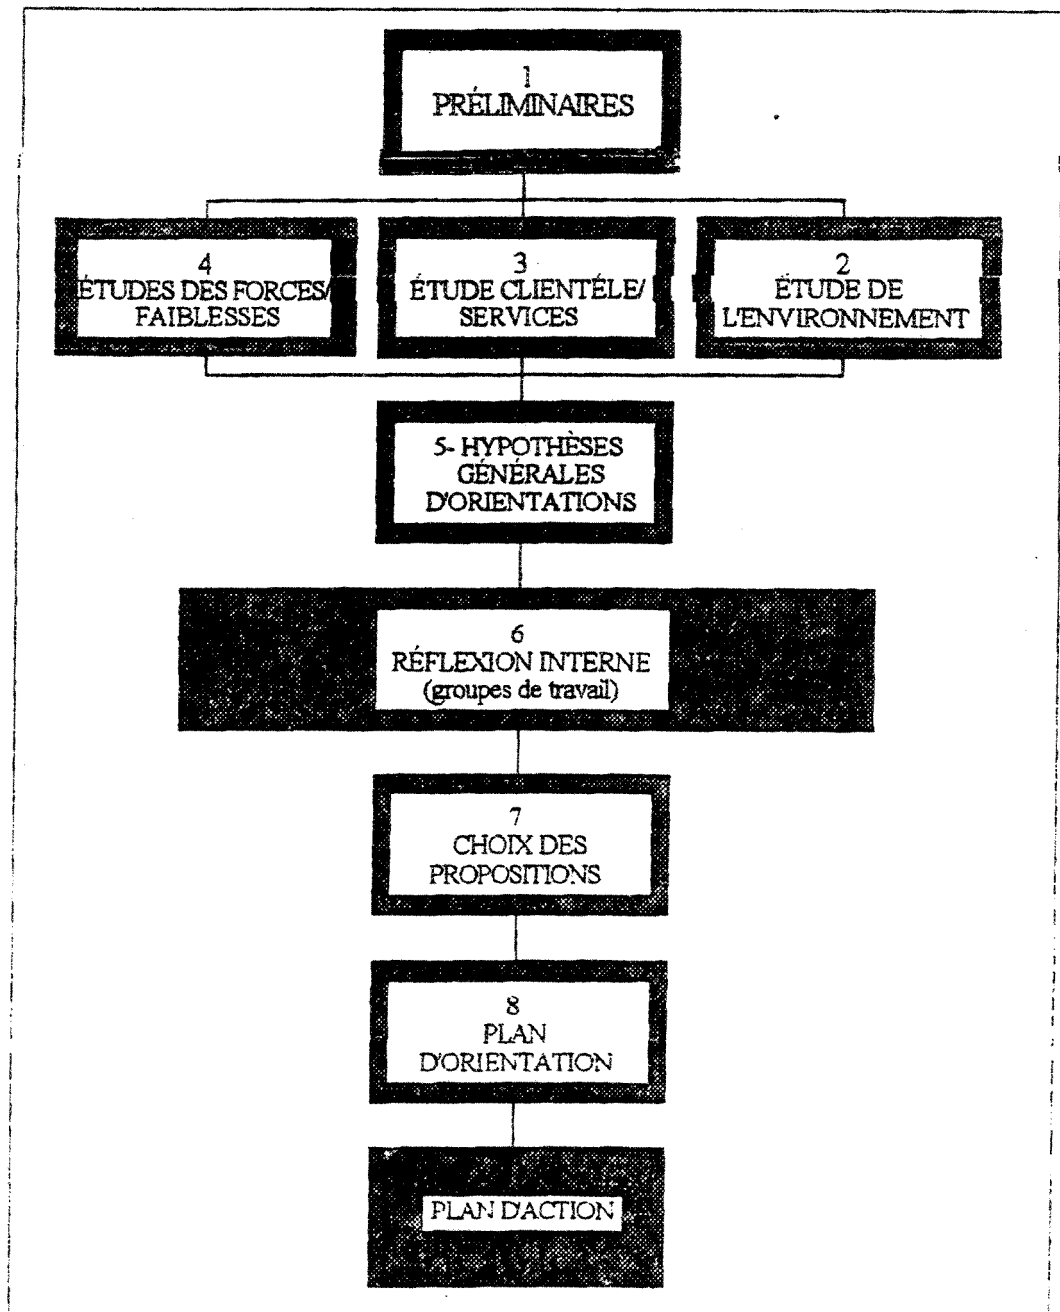 1
PRÉLIMINAIRES
4
ÉTUDES DES FORCES/
FAIBLESSES
3
ÉTUDE CLIENTÉLE/
SERVICES
2
ÉTUDE DE
L'ENVIRONNEMENT
5- HYPOTHÈSES
GÉNÉRALES
D'ORIENTATIONS
6
RÉFLEXION INTERNE
(groupes de travail)
7
CHOIX DES
PROPOSITIONS
8
PLAN
D'ORIENTATION
PLAN D'ACTION